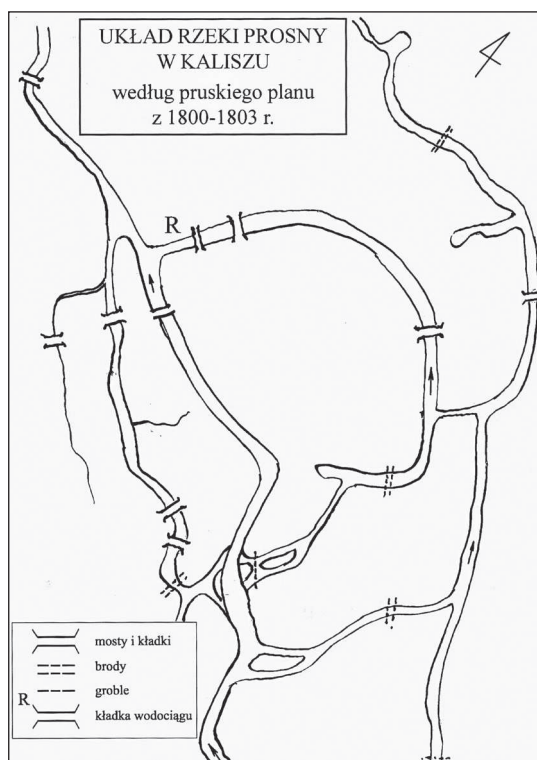 UKŁAD RZEKI PROSNY
W KALISZU
według pruskiego planu
z 1800-1803 r.
R
mosty i kładki
brody
groble
R
kładka wodociągu